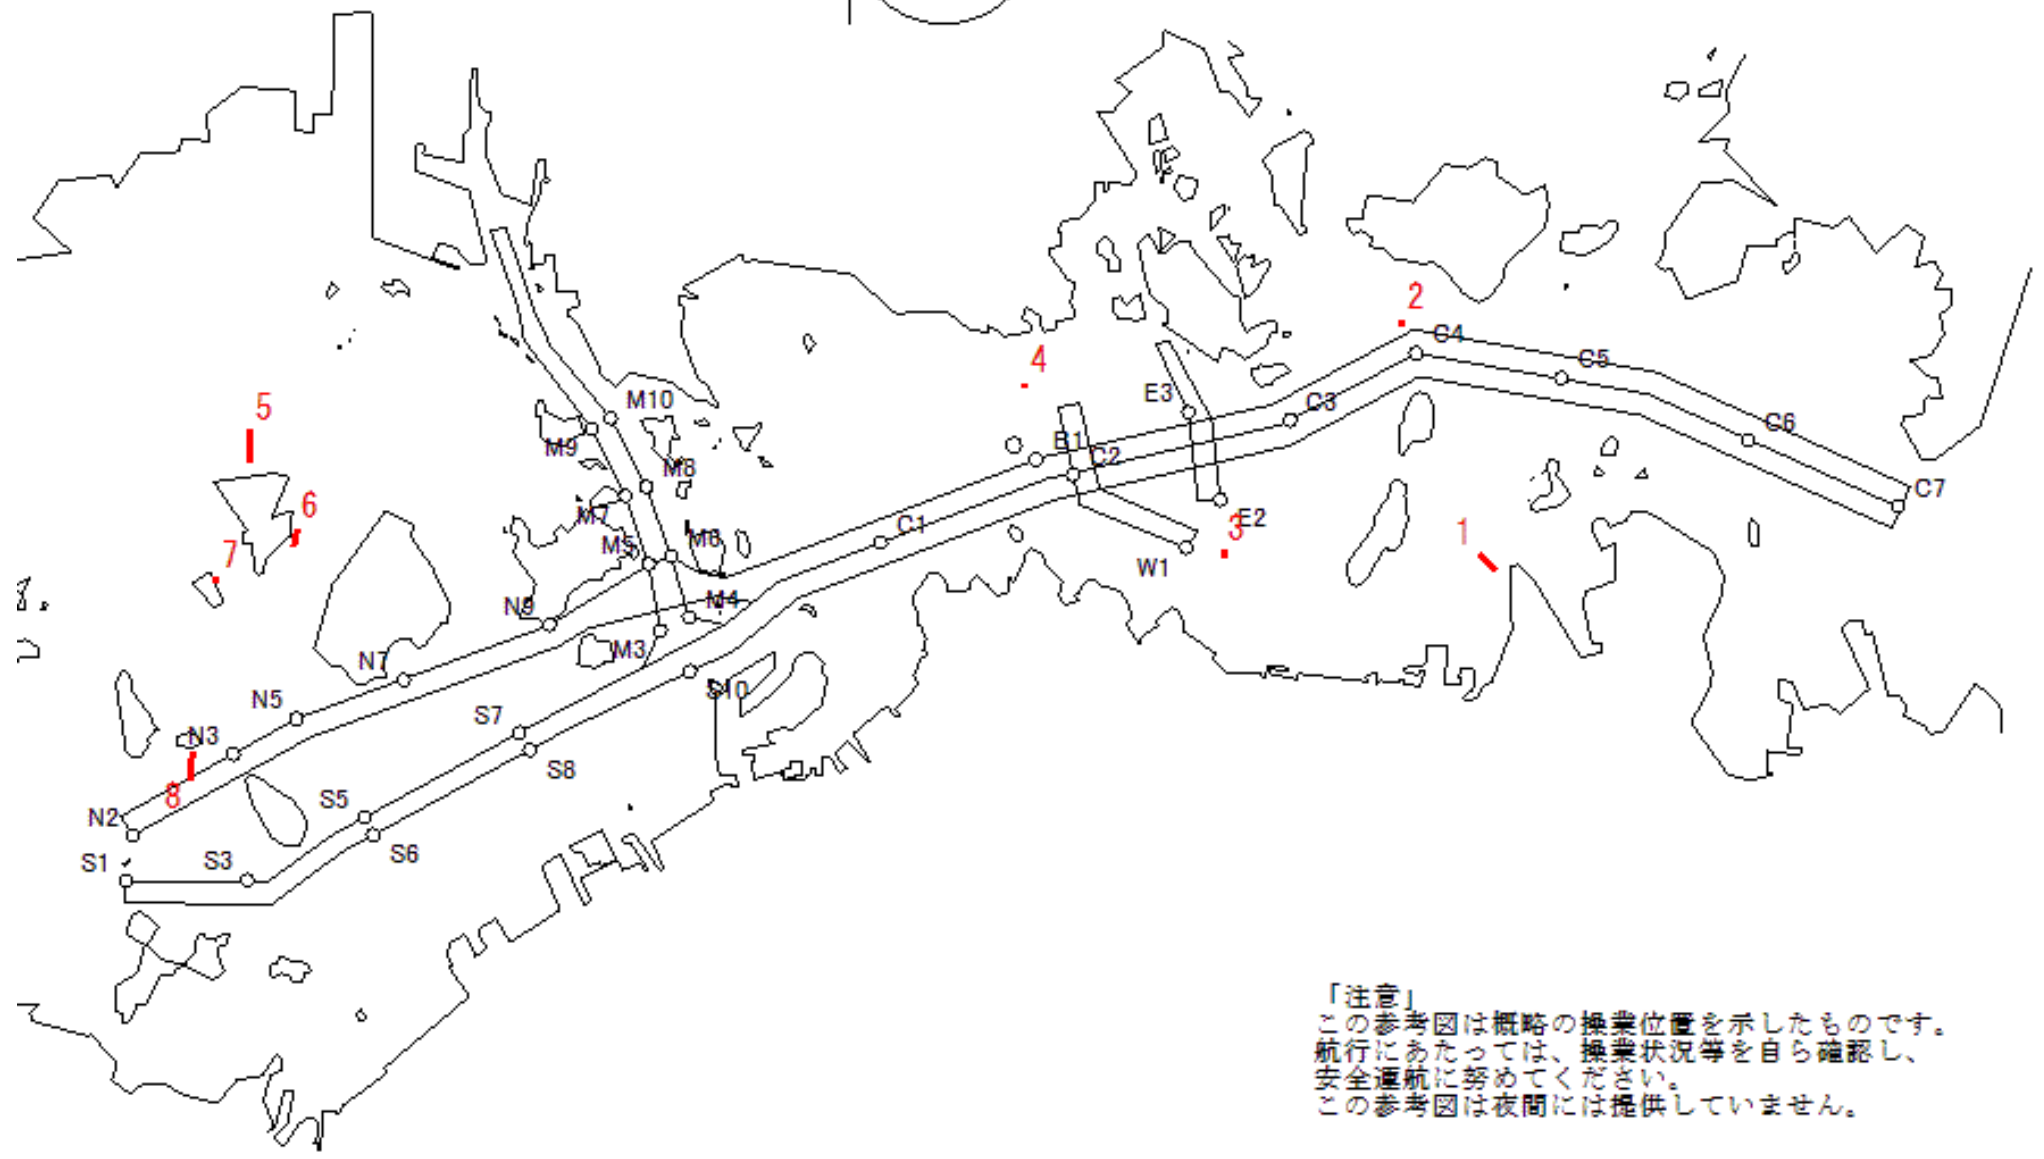 2
C4
C5
4
M10
E3
C3
5
C6
M9
B1
C2
M8
C7
6
M7
E2
3
C1
1
7
M5
M6
W1
N9
M4
M3
N7
S10
N5
S7
N3
S8
8
S5
N2
S6
S1
S3
「注意」
この参考図は概略の操業位置を示したものです。
航行にあたっては、操業状況等を自ら確認し、
安全運航に努めてください。
この参考図は夜間には提供していません。